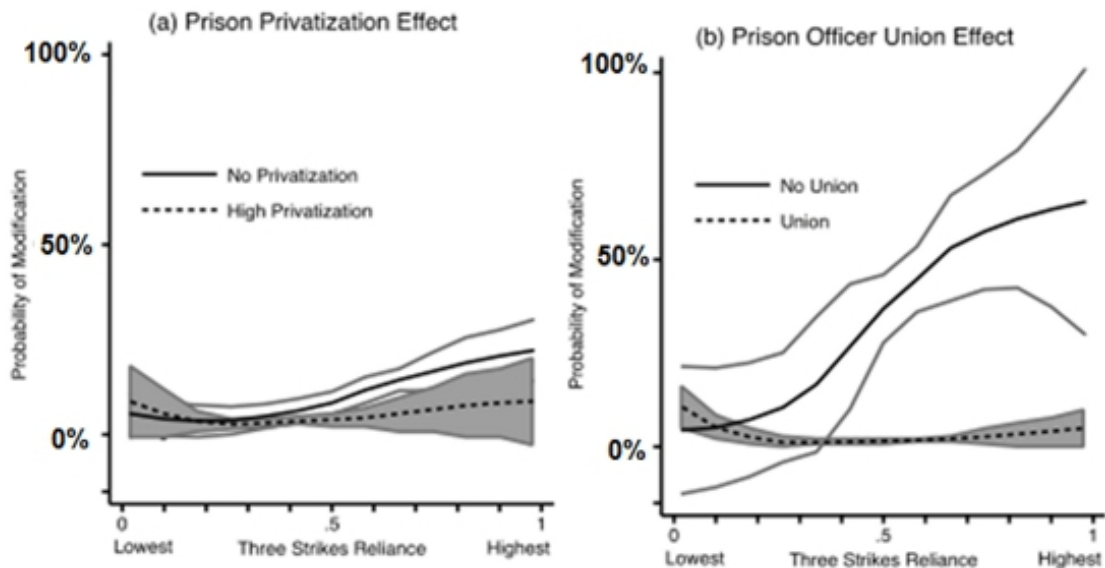 (a) Prison Privatization Effect
100%
No Privatization
High Privatization
50%
0%
Probability of Modification
0 .5 1
Lowest Three Strikes Reliance Highest
(b) Prison Officer Union Effect
100%
No Union
Union
50%
0%
Probability of Modification
0 .5 1
Lowest Three Strikes Reliance Highest